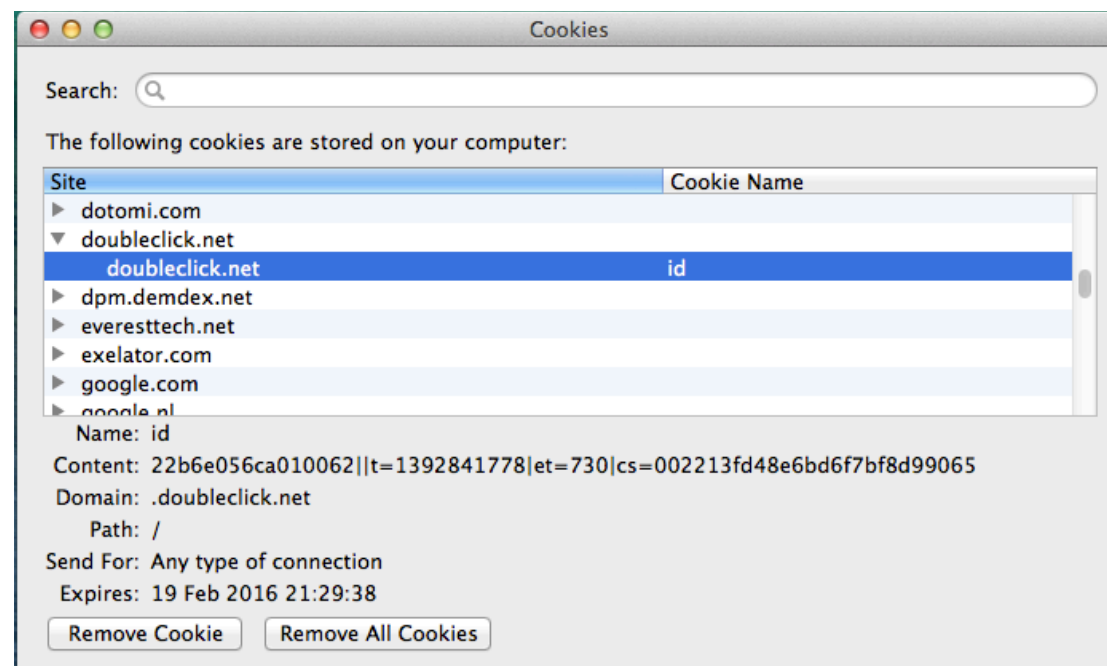 Cookies
Search:
The following cookies are stored on your computer:
Site Cookie Name
dotomi.com
doubleclick.net
doubleclick.net id
dpm.demdex.net
everesttech.net
exelator.com
google.com
google.nl
Name: id
Content: 22b6e056ca010062||t=1392841778|et=730|cs=002213fd48e6bd6f7bf8d99065
Domain: .doubleclick.net
Path: /
Send For: Any type of connection
Expires: 19 Feb 2016 21:29:38
Remove Cookie Remove All Cookies